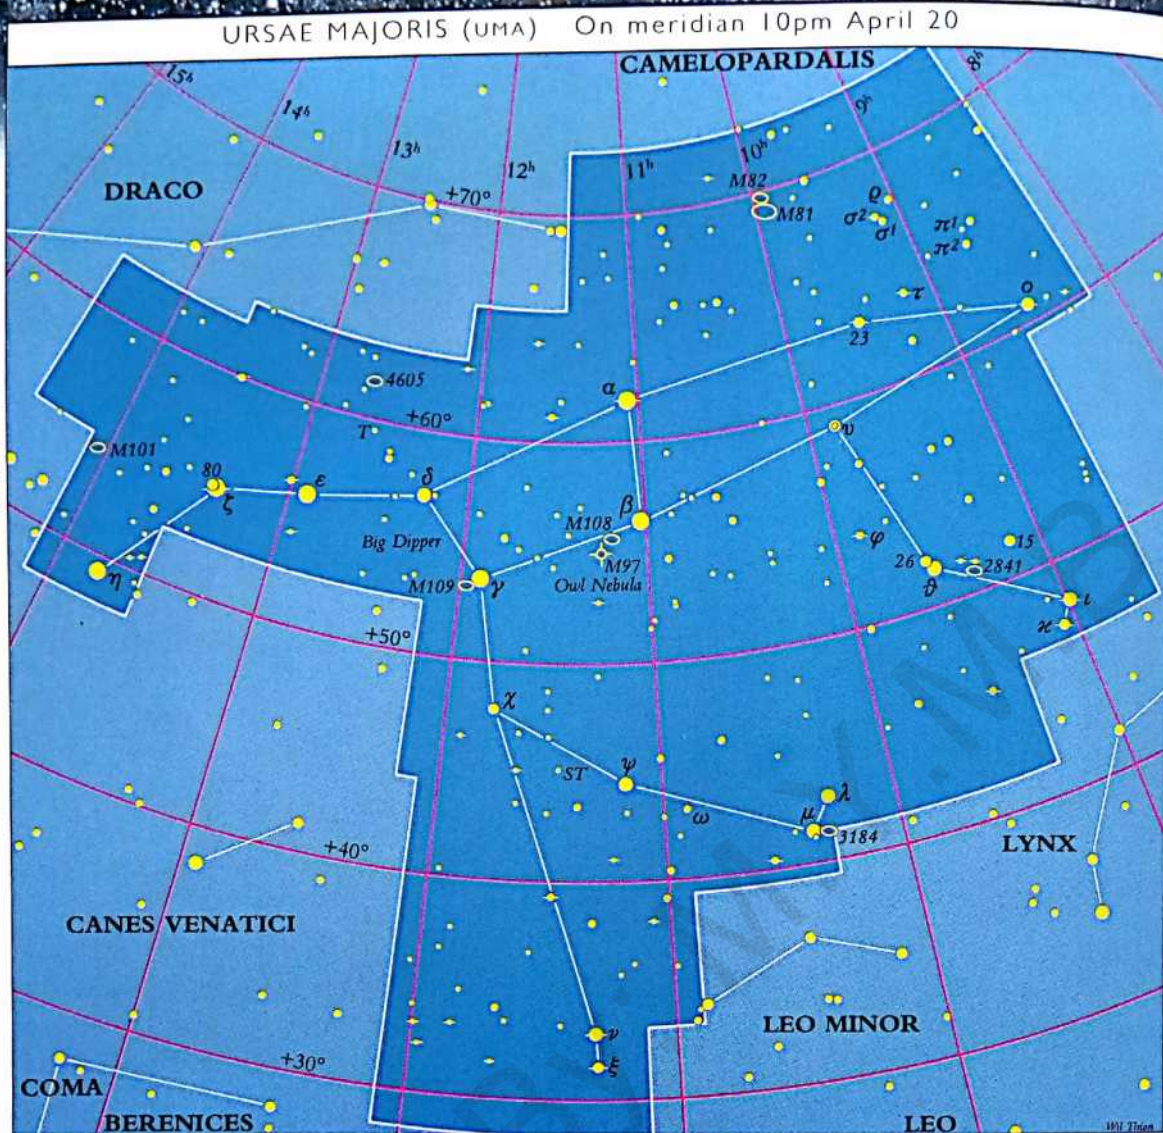 URSAE MAJORIS (UMA) On meridian 10pm April 20
CAMELOPARDALIS
15h
14h
13h
12h
11h
10h
9h
8h
DRACO
+70°
M82
M81
ϱ
σ2
σ1
π1
π2
τ
ο
23
4605
α
+60°
T
M101
υ
80
ζ
ε
δ
β
M108
Big Dipper
M97
Owl Nebula
φ
15
26
2841
ϑ
η
M109
γ
ι
ϰ
+50°
χ
ST
ψ
ω
λ
μ
3184
+40°
LYNX
CANES VENATICI
LEO MINOR
ν
ξ
+30°
COMA
BERENICES
LEO
Wil Tirion